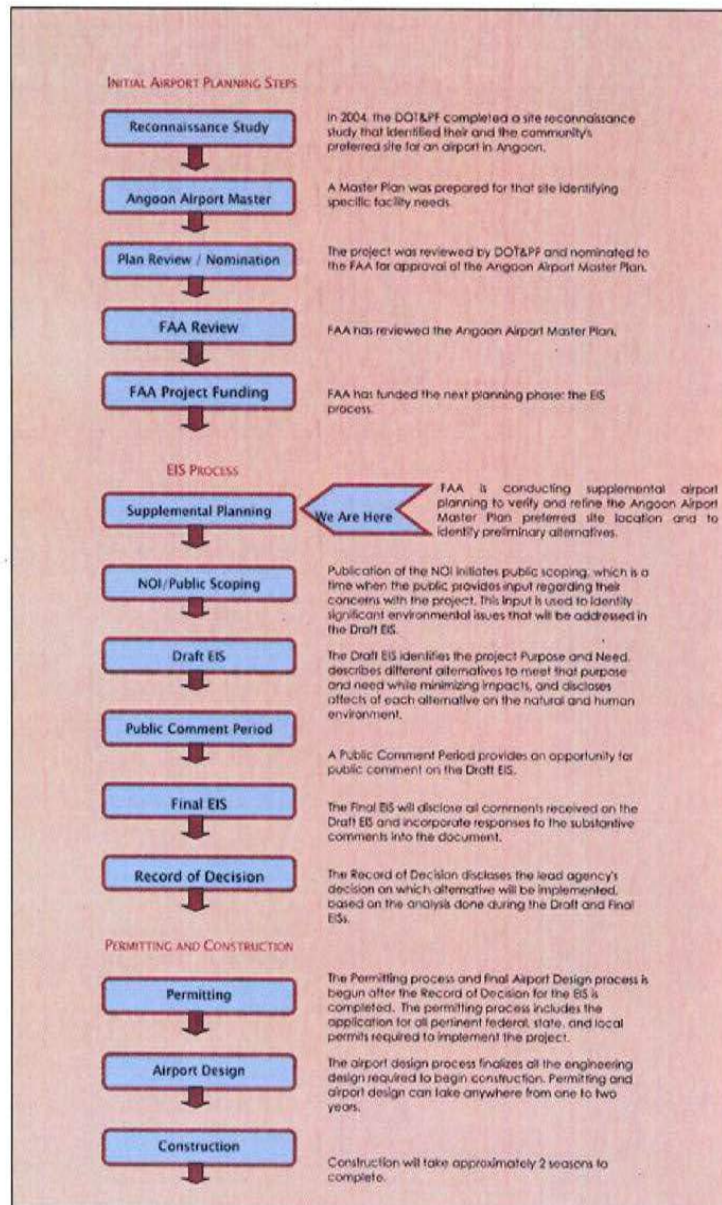 INITIAL AIRPORT PLANNING STEPS
Reconnaissance Study
In 2004, the DOT&PF completed a site reconnaissance
study that identified their and the community's
preferred site for an airport in Angoon.
Angoon Airport Master
A Master Plan was prepared for that site identifying
specific facility needs.
Plan Review / Nomination
The project was reviewed by DOT&PF and nominated to
the FAA for approval of the Angoon Airport Master Plan.
FAA Review
FAA has reviewed the Angoon Airport Master Plan.
FAA Project Funding
FAA has funded the next planning phase: the EIS
process.
EIS PROCESS
Supplemental Planning
We Are Here
FAA is conducting supplemental airport
planning to verify and refine the Angoon Airport
Master Plan preferred site location and to
identify preliminary alternatives.
NOI/Public Scoping
Publication of the NOI initiates public scoping, which is a
time when the public provides input regarding their
concerns with the project. This input is used to identify
significant environmental issues that will be addressed in
the Draft EIS.
Draft EIS
The Draft EIS identifies the project Purpose and Need,
describes different alternatives to meet that purpose
and need while minimizing impacts, and discloses
affects of each alternative on the natural and human
environment.
Public Comment Period
A Public Comment Period provides an opportunity for
public comment on the Draft EIS.
Final EIS
The Final EIS will disclose all comments received on the
Draft EIS and incorporate responses to the substantive
comments into the document.
Record of Decision
The Record of Decision discloses the lead agency's
decision on which alternative will be implemented,
based on the analysis done during the Draft and Final
EISs.
PERMITTING AND CONSTRUCTION
Permitting
The Permitting process and final Airport Design process is
begun after the Record of Decision for the EIS is
completed. The permitting process includes the
application for all pertinent federal, state, and local
permits required to implement the project.
Airport Design
The airport design process finalizes all the engineering
design required to begin construction. Permitting and
airport design can take anywhere from one to two
years.
Construction
Construction will take approximately 2 seasons to
complete.